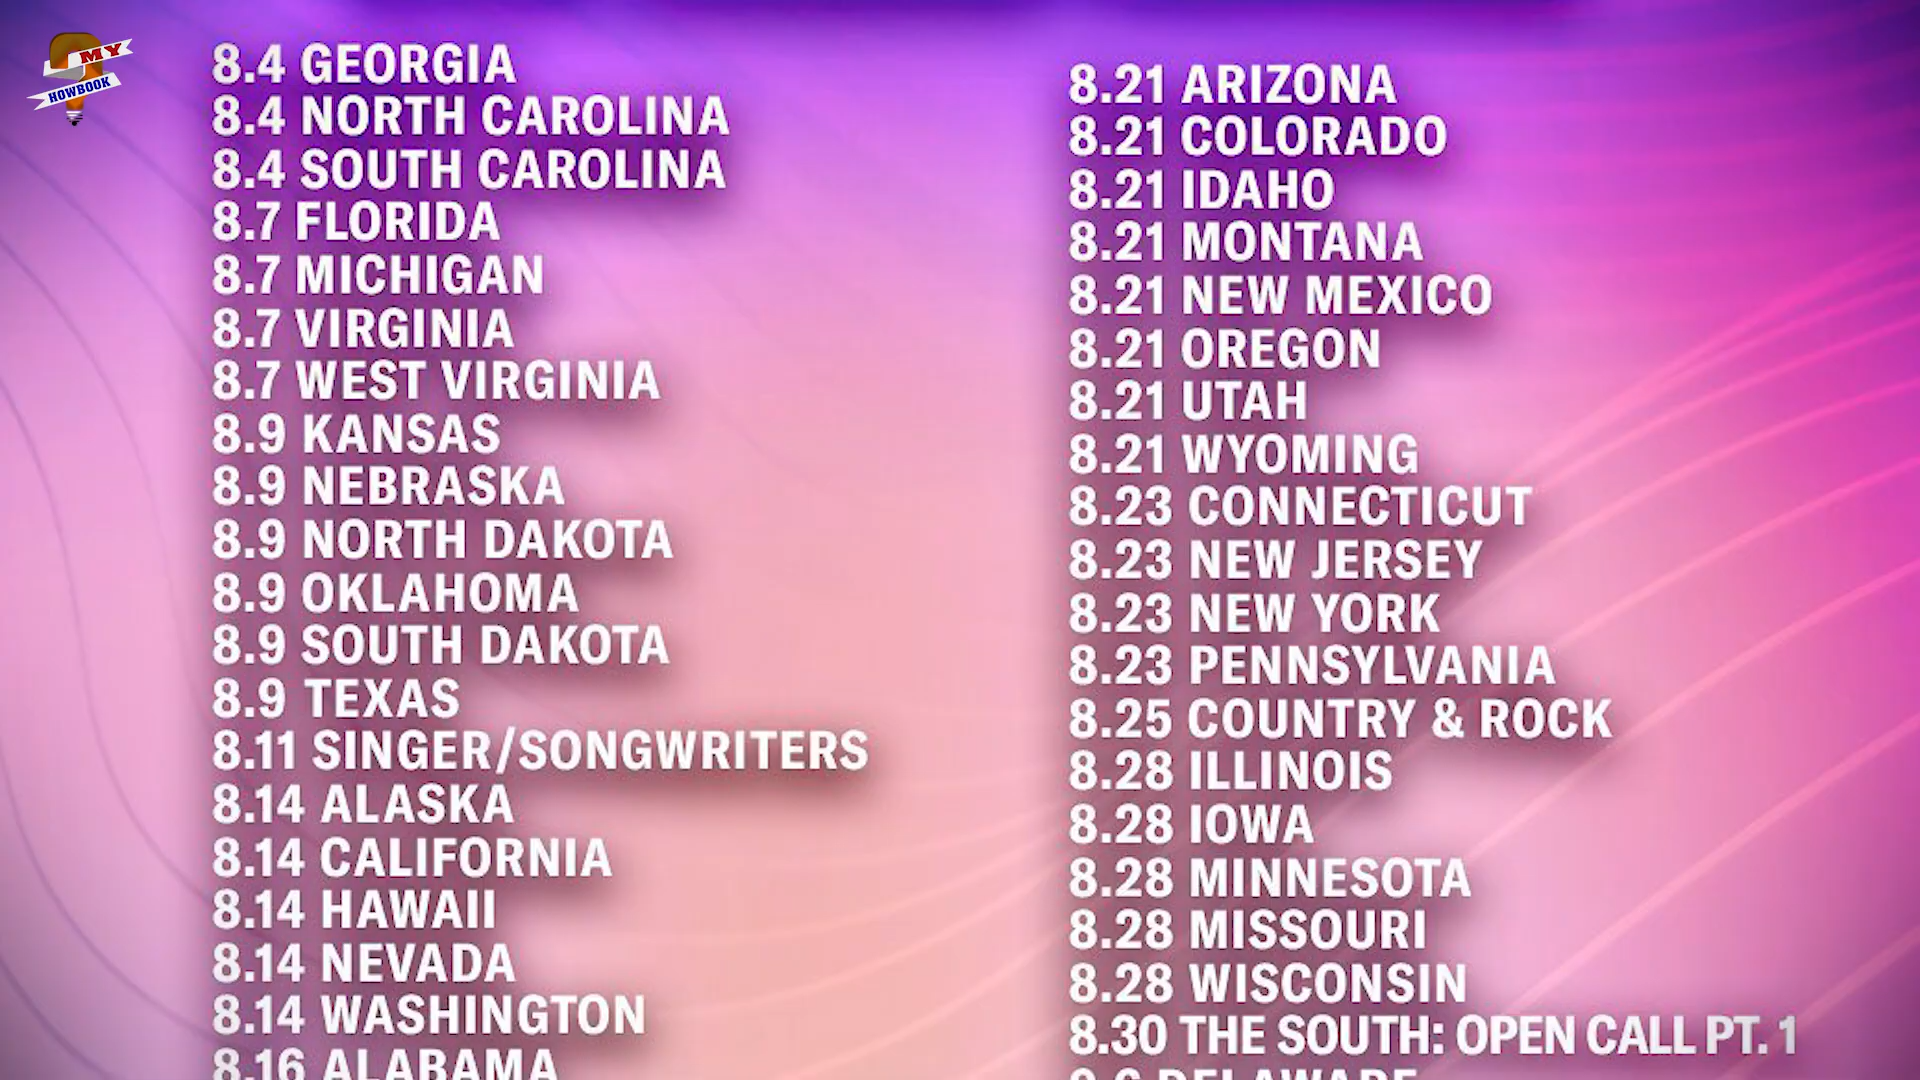 MY
HOWBOOK
8.4 GEORGIA
8.4 NORTH CAROLINA
8.4 SOUTH CAROLINA
8.7 FLORIDA
8.7 MICHIGAN
8.7 VIRGINIA
8.7 WEST VIRGINIA
8.9 KANSAS
8.9 NEBRASKA
8.9 NORTH DAKOTA
8.9 OKLAHOMA
8.9 SOUTH DAKOTA
8.9 TEXAS
8.11 SINGER/SONGWRITERS
8.14 ALASKA
8.14 CALIFORNIA
8.14 HAWAII
8.14 NEVADA
8.14 WASHINGTON
8.16 ALABAMA
8.21 ARIZONA
8.21 COLORADO
8.21 IDAHO
8.21 MONTANA
8.21 NEW MEXICO
8.21 OREGON
8.21 UTAH
8.21 WYOMING
8.23 CONNECTICUT
8.23 NEW JERSEY
8.23 NEW YORK
8.23 PENNSYLVANIA
8.25 COUNTRY & ROCK
8.28 ILLINOIS
8.28 IOWA
8.28 MINNESOTA
8.28 MISSOURI
8.28 WISCONSIN
8.30 THE SOUTH: OPEN CALL PT. 1
DELAWARE